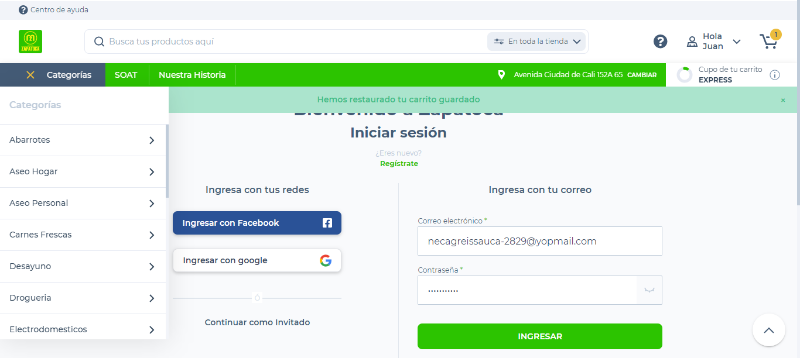 Centro de ayuda
Busca tus productos aquí
En toda la tienda
Hola
Juan
1
Categorías
SOAT
Nuestra Historia
Avenida Ciudad de Cali 152A 65 CAMBIAR
Cupo de tu carrito
EXPRESS
Categorías
Hemos restaurado tu carrito guardado
×
Bienvenido a Zapatoca
Iniciar sesión
¿Eres nuevo?
Regístrate
Abarrotes
Aseo Hogar
Aseo Personal
Carnes Frescas
Desayuno
Drogueria
Electrodomesticos
Ingresa con tus redes
Ingresar con Facebook
Ingresar con google
O
Continuar como Invitado
Ingresa con tu correo
Correo electrónico *
necagreissauca-2829@yopmail.com
Contraseña *
•••••••••••
INGRESAR